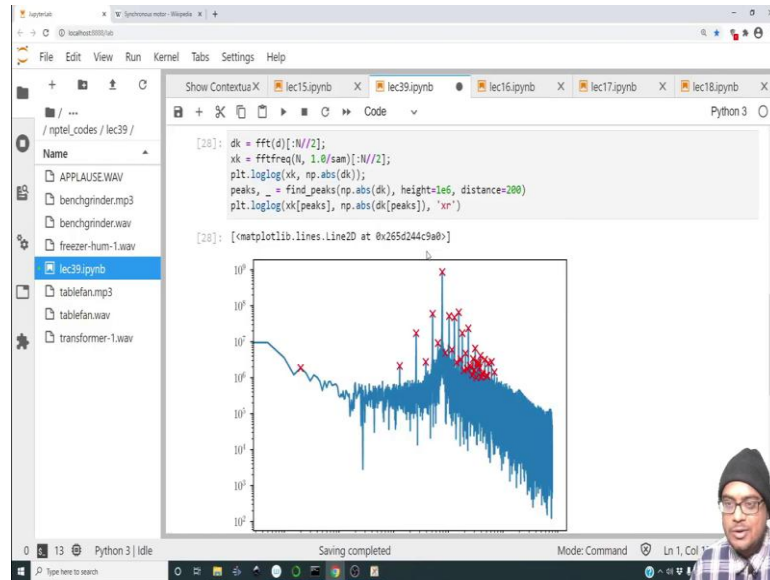 JupyterLab
Synchronous motor - Wikipedia
localhost:8888/lab
File Edit View Run Kernel Tabs Settings Help
Show Contextua lec15.ipynb lec39.ipynb lec16.ipynb lec17.ipynb lec18.ipynb
Code
Python 3
/ ...
/ nptel_codes / lec39 /
Name
APPLAUSE.WAV
benchgrinder.mp3
benchgrinder.wav
freezer-hum-1.wav
lec39.ipynb
tablefan.mp3
tablefan.wav
transformer-1.wav
[28]: dk = fft(d)[:N//2];
xk = fftfreq(N, 1.0/sam)[:N//2];
plt.loglog(xk, np.abs(dk));
peaks, _ = find_peaks(np.abs(dk), height=1e6, distance=200)
plt.loglog(xk[peaks], np.abs(dk[peaks]), 'xr')
[28]: [<matplotlib.lines.Line2D at 0x265d244c9a0>]
10⁹
10⁸
10⁷
10⁶
10⁵
10⁴
10³
10²
0 13 Python 3 | Idle
Saving completed
Mode: Command
Ln 1, Col
Type here to search